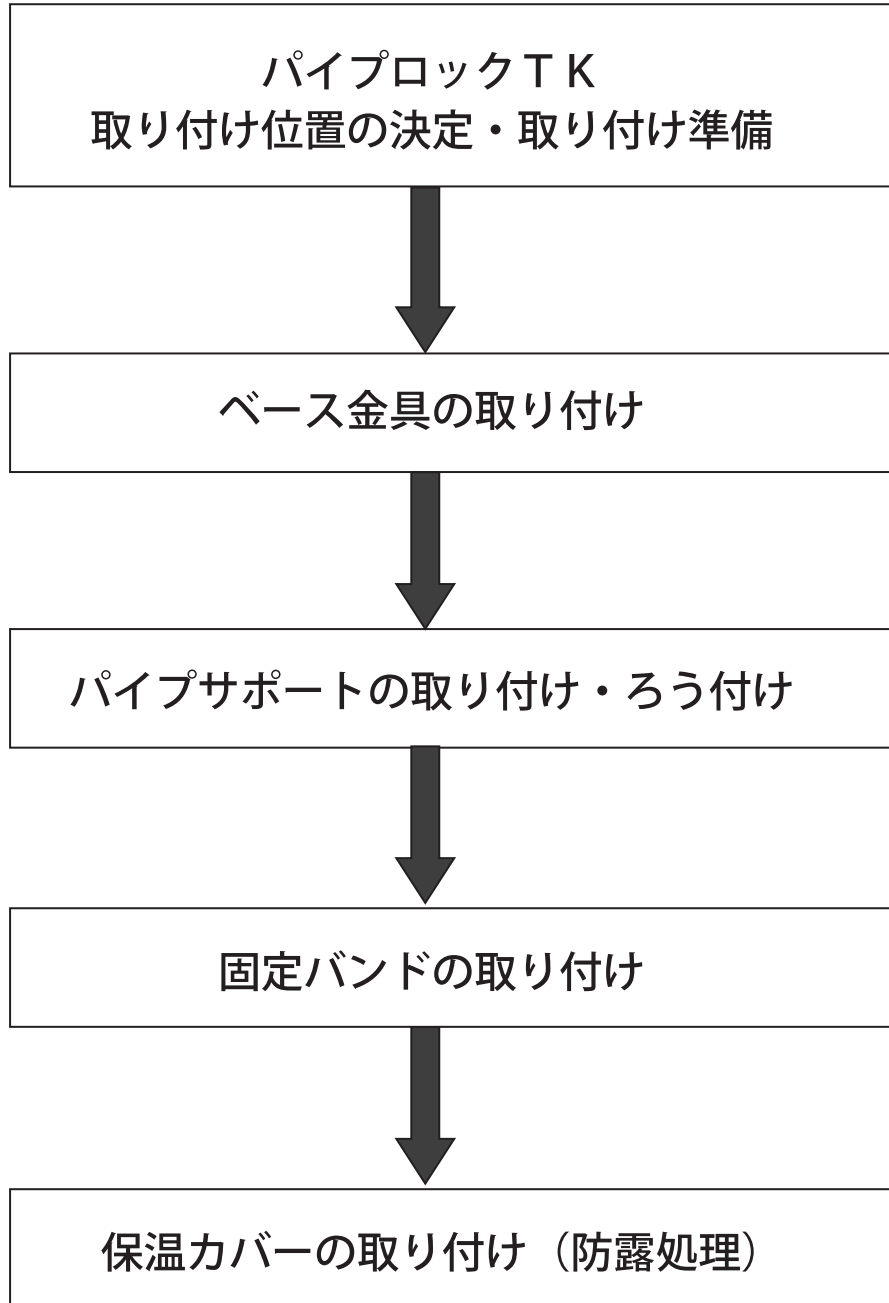 パイプロックＴＫ
取り付け位置の決定・取り付け準備
ベース金具の取り付け
パイプサポートの取り付け・ろう付け
固定バンドの取り付け
保温カバーの取り付け（防露処理）